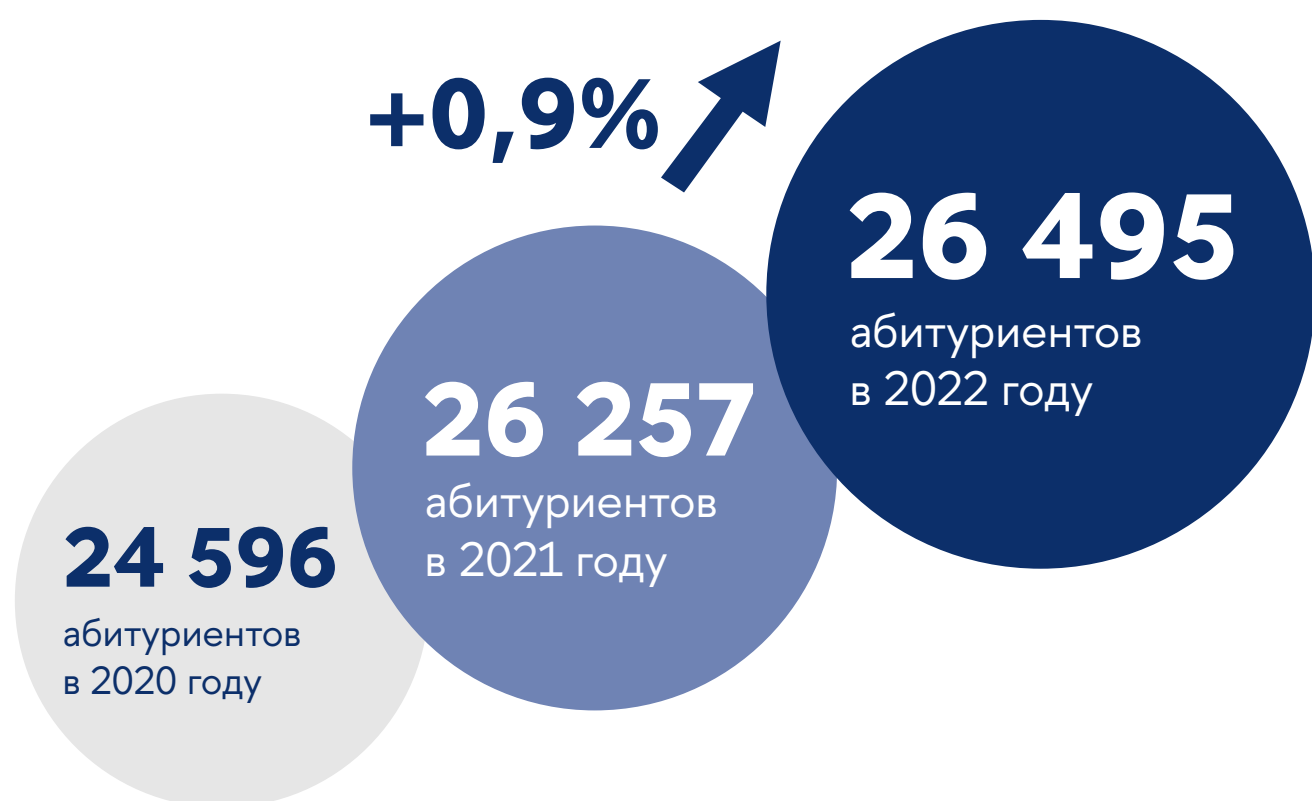 +0,9%
26 495
абитуриентов
в 2022 году
26 257
абитуриентов
в 2021 году
24 596
абитуриентов
в 2020 году